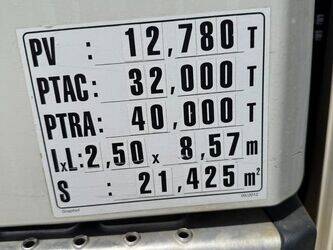 PV : 12,780 T
PTAC: 32,000 T
PTRA: 40,000 T
lxL: 2,50 x 8,57 m
S : 21,425 m²